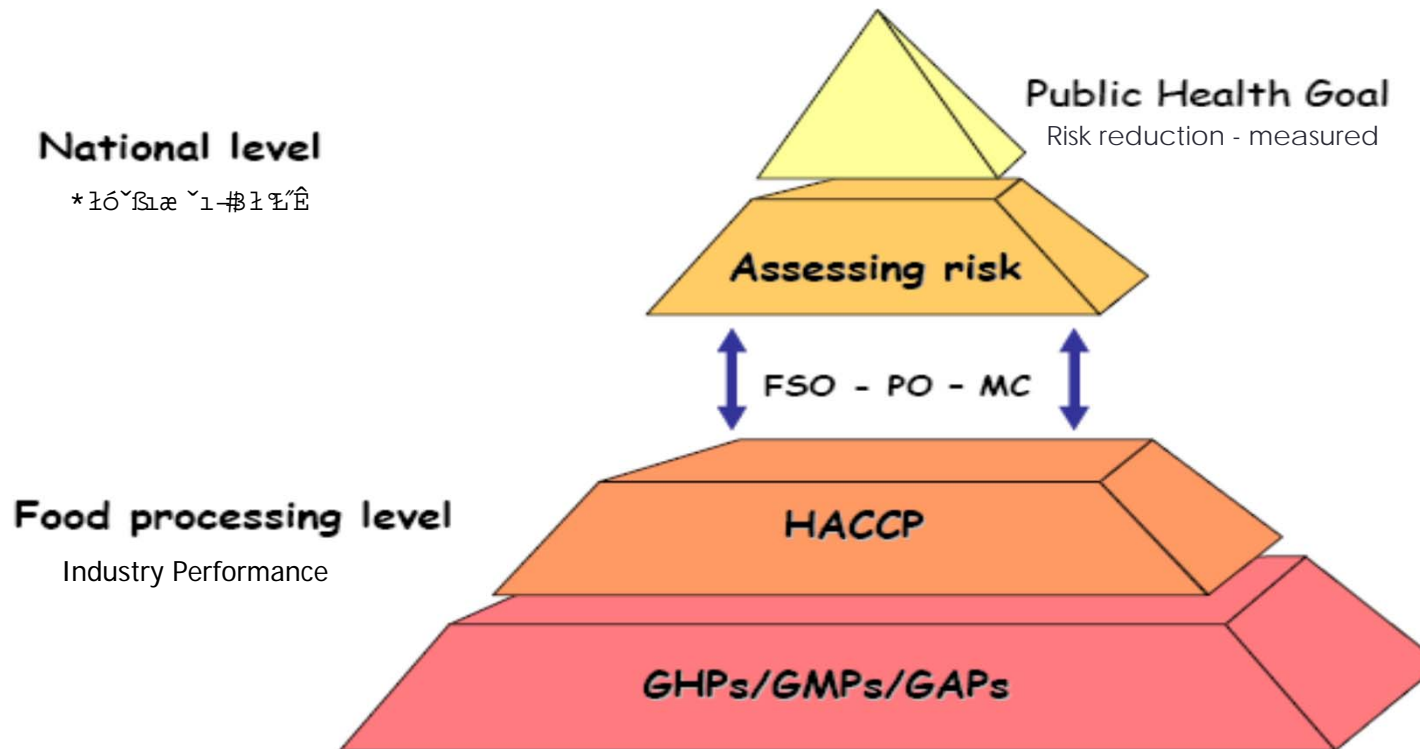 Public Health Goal
Risk reduction - measured
National level
Assessing risk
FSO - PO - MC
HACCP
Food processing level
Industry Performance
GHPs/GMPs/GAPs